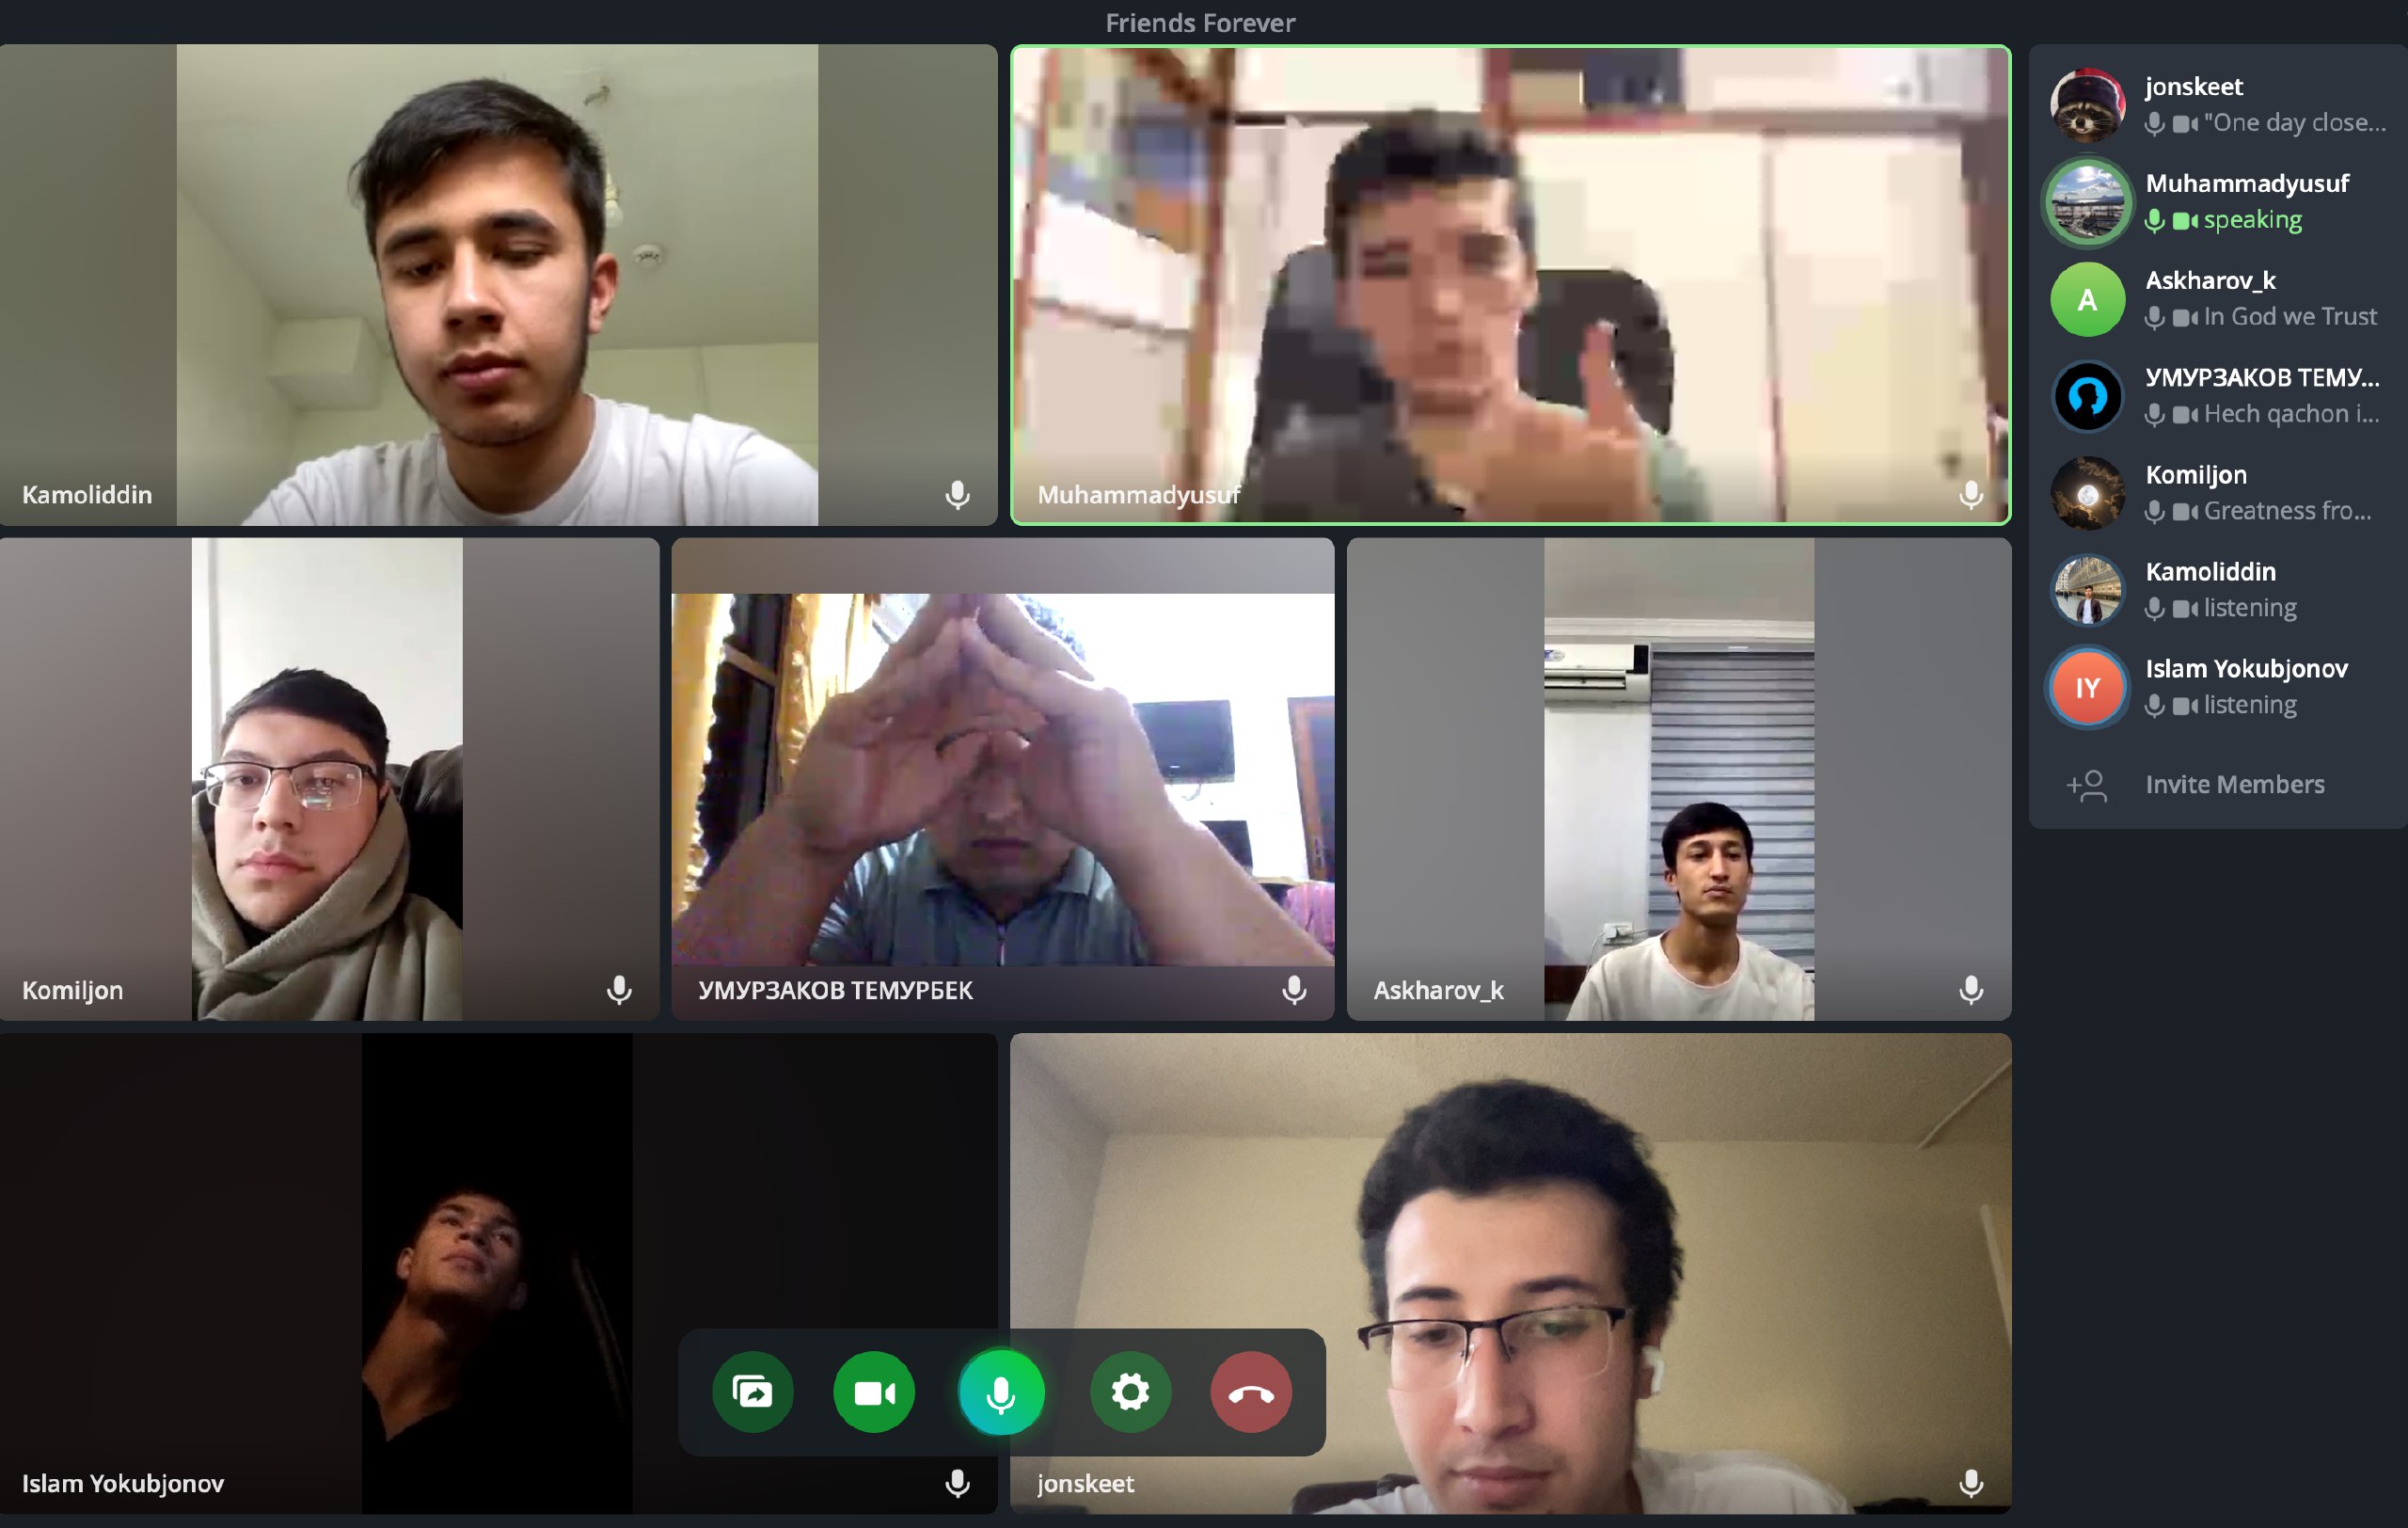 Friends Forever
Kamoliddin
Muhammadyusuf
Komiljon
УМУРЗАКОВ ТЕМУРБЕК
Askharov_k
Islam Yokubjonov
jonskeet
jonskeet
"One day close...
Muhammadyusuf
speaking
A
Askharov_k
In God we Trust
УМУРЗАКОВ ТЕМУ...
Hech qachon i...
Komiljon
Greatness fro...
Kamoliddin
listening
IY
Islam Yokubjonov
listening
Invite Members